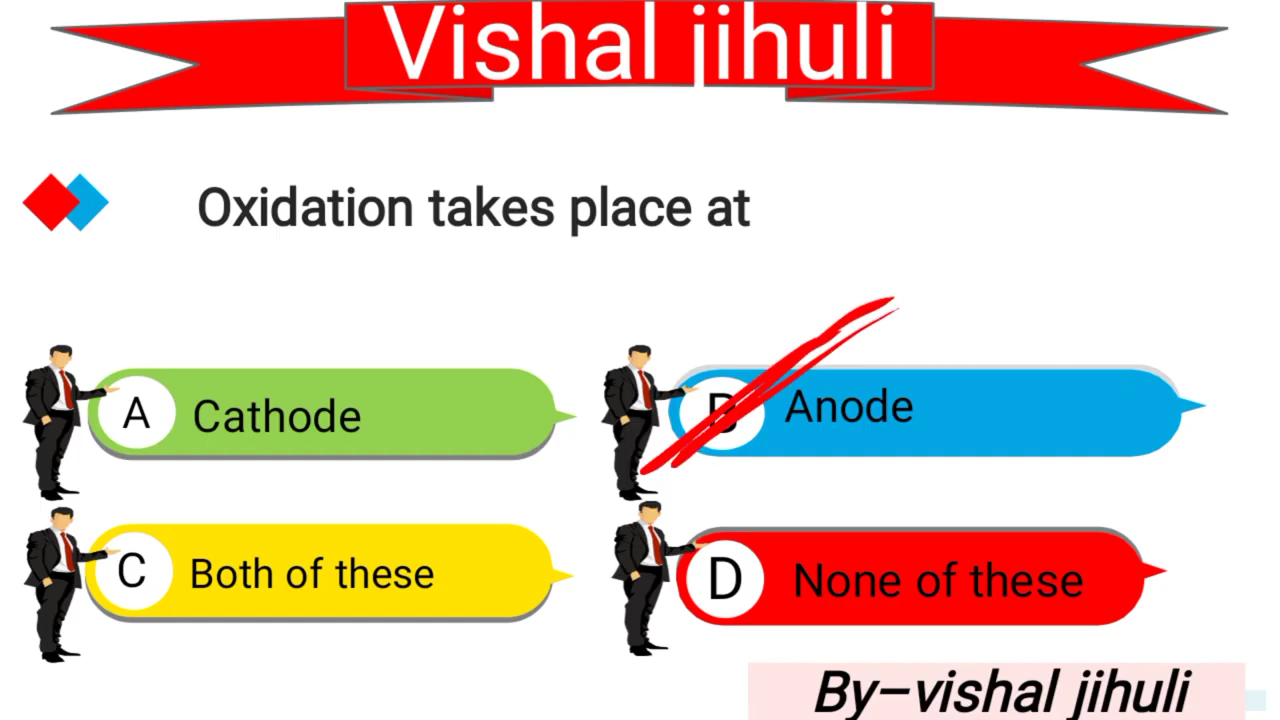 Vishal jihuli
Oxidation takes place at
A Cathode
B Anode
C Both of these
D None of these
By-vishal jihuli